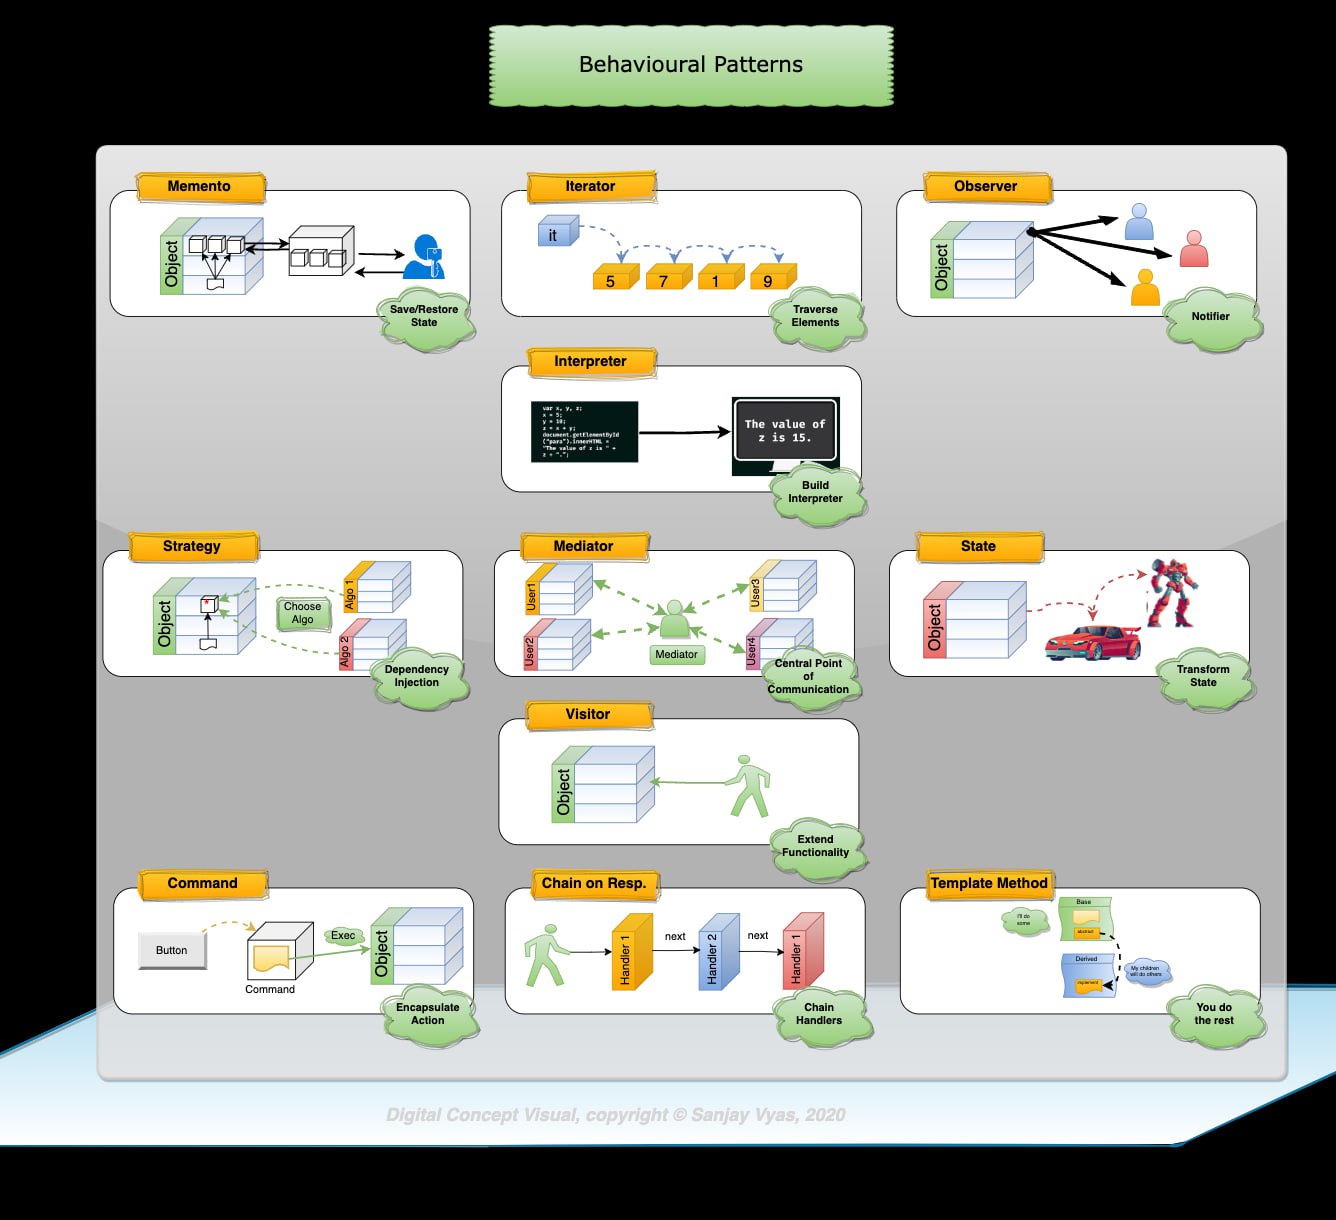 Behavioural Patterns
Memento
Object
Save/Restore
State
Iterator
it
5 7 1 9
Traverse
Elements
Observer
Object
Notifier
Interpreter
var x, y, z;
x = 5;
y = 10;
z = x + y;
document.getElementById
("para").innerHTML =
"The value of z is " +
z + ".";
The value of
z is 15.
Build
Interpreter
Strategy
Object
*
Choose
Algo
Algo 1
Algo 2
Dependency
Injection
Mediator
User1
User2
User3
User4
Mediator
Central Point
of
Communication
State
Object
Transform
State
Visitor
Object
Extend
Functionality
Command
Button
Command
Exec
Object
Encapsulate
Action
Chain on Resp.
Handler 1
next
Handler 2
next
Handler 1
Chain
Handlers
Template Method
I'll do
some
Base
abstract
Derived
implement
My children
will do others
You do
the rest
Digital Concept Visual, copyright © Sanjay Vyas, 2020